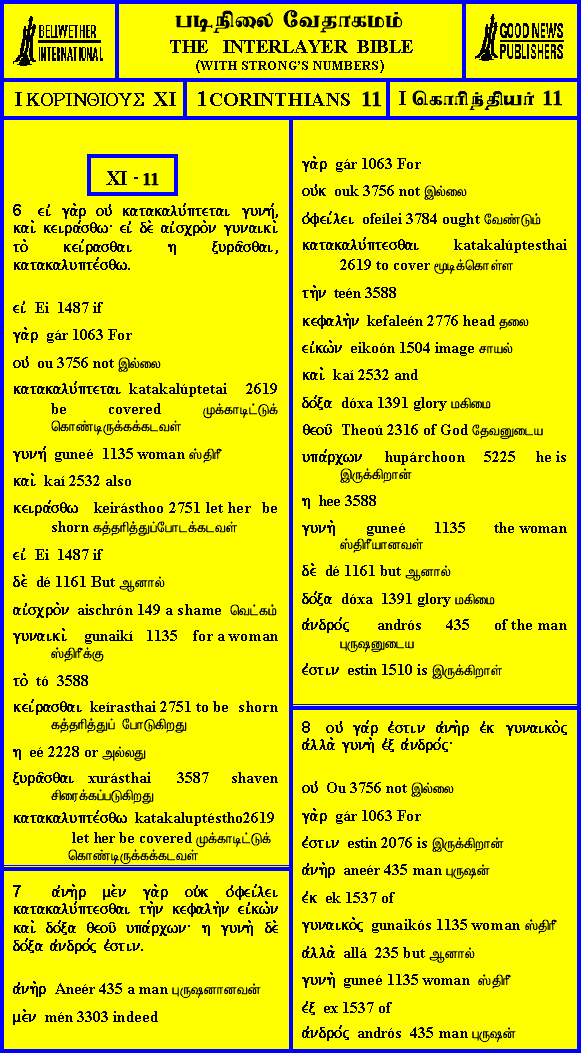 BELLWETHER
INTERNATIONAL
படிநிலை வேதாகமம்
THE INTERLAYER BIBLE
(WITH STRONG’S NUMBERS)
GOOD NEWS
PUBLISHERS
I ΚΟΡΙΝΘΙΟΥΣ XI
1 CORINTHIANS 11
I கொரிந்தியர் 11
XI - 11
6 εἰ γὰρ οὐ κατακαλύπτεται γυνή,
καὶ κειράσθω· εἰ δὲ αἰσχρὸν γυναικὶ
τὸ κείρασθαι η ξυρᾶσθαι,
κατακαλυπτέσθω.
εἰ Ei 1487 if
γὰρ gár 1063 For
οὐ ou 3756 not இல்லை
κατακαλύπτεται katakalúptetai 2619
be covered முக்காடிட்டுக்
கொண்டிருக்கக்கடவள்
γυνή guneé 1135 woman ஸ்திரீ
καὶ kaí 2532 also
κειράσθω keirásthoo 2751 let her be
shorn கத்தரித்துப்போடக்கடவள்
εἰ Ei 1487 if
δὲ dé 1161 But ஆனால்
αἰσχρὸν aischrón 149 a shame வெட்கம்
γυναικὶ gunaikí 1135 for a woman
ஸ்திரீக்கு
τὸ tó 3588
κείρασθαι keírasthai 2751 to be shorn
கத்தரித்துப் போடுகிறது
η eé 2228 or அல்லது
ξυρᾶσθαι xurásthai 3587 shaven
சிரைக்கப்படுகிறது
κατακαλυπτέσθω katakaluptéstho2619
let her be covered முக்காடிட்டுக்
கொண்டிருக்கக்கடவள்
7 ἀνὴρ μὲν γὰρ οὐκ ὀφείλει
κατακαλύπτεσθαι τὴν κεφαλὴν εἰκὼν
καὶ δόξα θεοῦ υπάρχων· η γυνὴ δὲ
δόξα ἀνδρός ἐστιν.
ἀνὴρ Aneér 435 a man புருஷனானவன்
μὲν mén 3303 indeed
γὰρ gár 1063 For
οὐκ ouk 3756 not இல்லை
ὀφείλει ofeílei 3784 ought வேண்டும்
κατακαλύπτεσθαι katakalúptesthai
2619 to cover மூடிக்கொள்ள
τὴν teén 3588
κεφαλὴν kefaleén 2776 head தலை
εἰκὼν eikoón 1504 image சாயல்
καὶ kaí 2532 and
δόξα dóxa 1391 glory மகிமை
θεοῦ Theoú 2316 of God தேவனுடைய
υπάρχων hupárchoon 5225 he is
இருக்கிறான்
η hee 3588
γυνὴ guneé 1135 the woman
ஸ்திரீயானவள்
δὲ dé 1161 but ஆனால்
δόξα dóxa 1391 glory மகிமை
ἀνδρός andrós 435 of the man
புருஷனுடைய
ἐστιν estin 1510 is இருக்கிறாள்
8 οὐ γάρ ἐστιν ἀνὴρ ἐκ γυναικὸς
ἀλλὰ γυνὴ ἐξ ἀνδρός·
οὐ Ou 3756 not இல்லை
γὰρ gár 1063 For
ἐστιν estin 2076 is இருக்கிறான்
ἀνὴρ aneér 435 man புருஷன்
ἐκ ek 1537 of
γυναικὸς gunaikós 1135 woman ஸ்திரீ
ἀλλὰ allá 235 but ஆனால்
γυνὴ guneé 1135 woman ஸ்திரீ
ἐξ ex 1537 of
ἀνδρός andrós 435 man புருஷன்